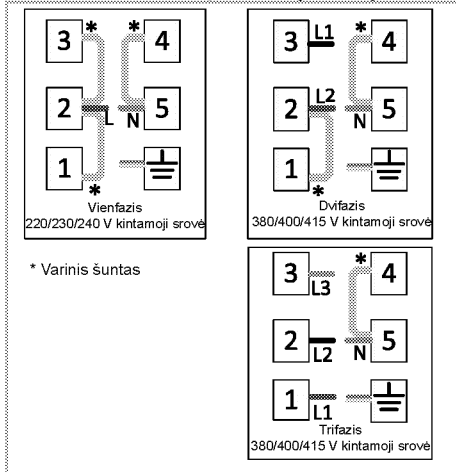 3 * * 4
2 L N 5
1 *
Vienfazis
220/230/240 V kintamoji srovė
3 L1 * 4
2 L2 N 5
1 *
Dvifazis
380/400/415 V kintamoji srovė
* Varinis šuntas
3 L3 * 4
2 L2 N 5
1 L1
Trifazis
380/400/415 V kintamoji srovė